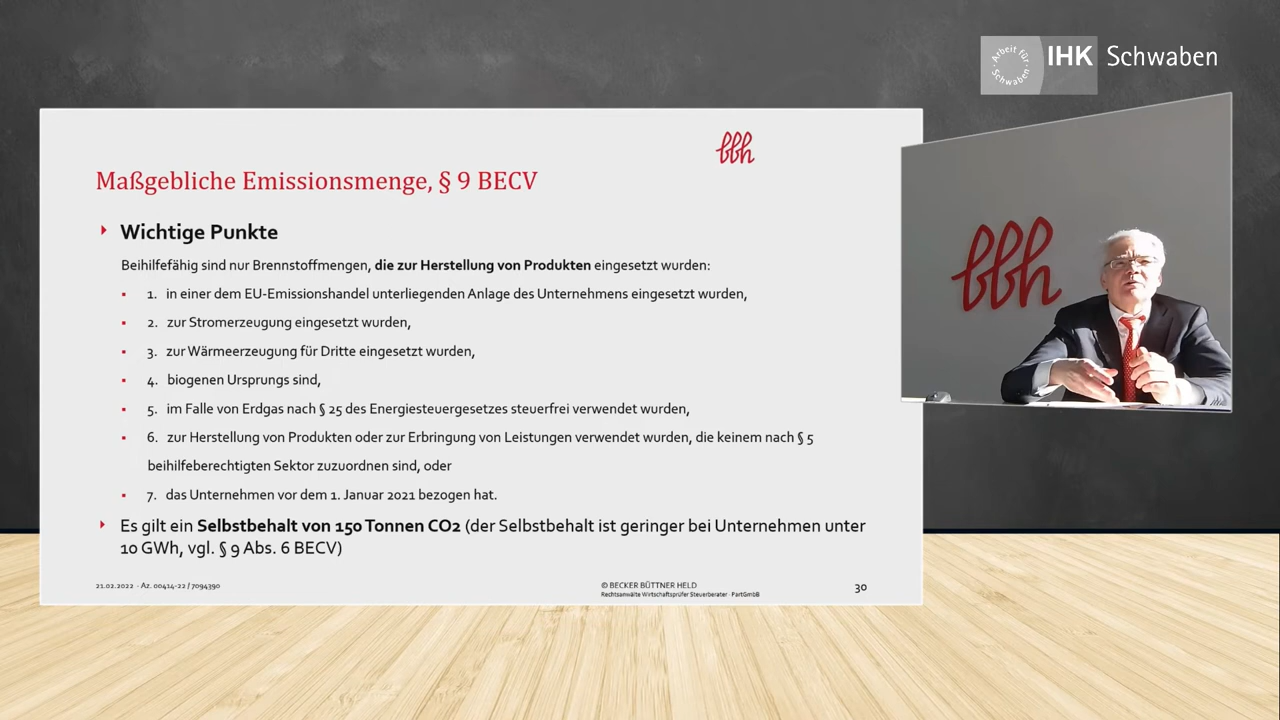 Arbeit für
Schwaben
IHK Schwaben
bbh
Maßgebliche Emissionsmenge, § 9 BECV
Wichtige Punkte
Beihilfefähig sind nur Brennstoffmengen, die zur Herstellung von Produkten eingesetzt wurden:
1. in einer dem EU-Emissionshandel unterliegenden Anlage des Unternehmens eingesetzt wurden,
2. zur Stromerzeugung eingesetzt wurden,
3. zur Wärmeerzeugung für Dritte eingesetzt wurden,
4. biogenen Ursprungs sind,
5. im Falle von Erdgas nach § 25 des Energiesteuergesetzes steuerfrei verwendet wurden,
6. zur Herstellung von Produkten oder zur Erbringung von Leistungen verwendet wurden, die keinem nach § 5
beihilfeberechtigten Sektor zuzuordnen sind, oder
7. das Unternehmen vor dem 1. Januar 2021 bezogen hat.
Es gilt ein Selbstbehalt von 150 Tonnen CO2 (der Selbstbehalt ist geringer bei Unternehmen unter
10 GWh, vgl. § 9 Abs. 6 BECV)
21.02.2022 · Az. 00414-22 / 7094390
© BECKER BÜTTNER HELD
Rechtsanwälte Wirtschaftsprüfer Steuerberater · PartGmbB
30
bbh